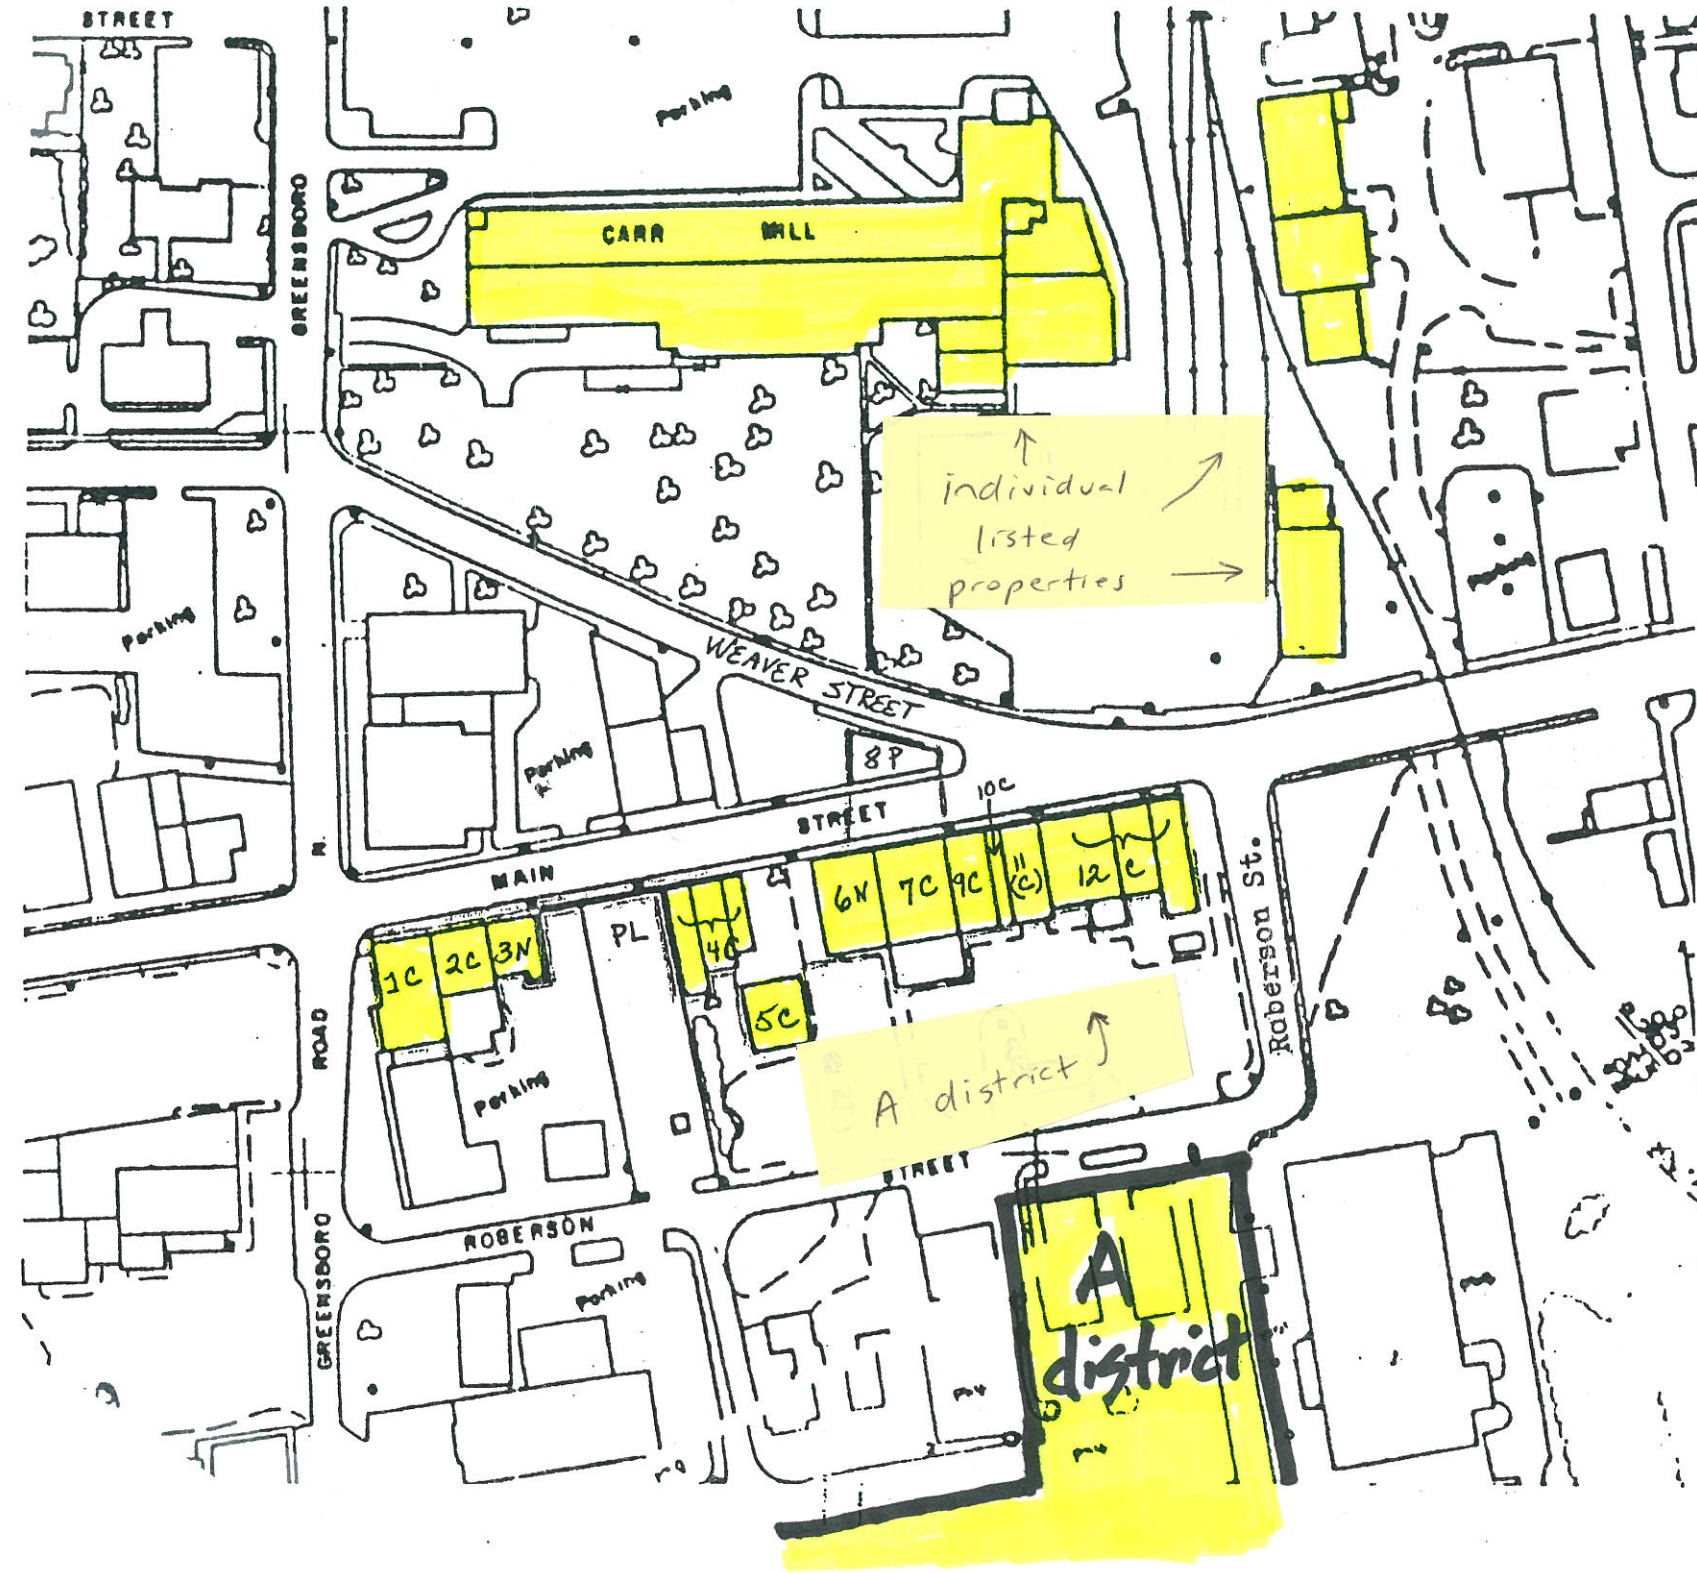 STREET
Parking
GREENSBORO
CARR MILL
individual
listed
properties
Parking
Parking
WEAVER STREET
Parking
8P
10C
STREET
MAIN
R.
6N 7C 9C 11 (C) 12 C
PL
4C
1C 2C 3N
5C
Roberson St.
ROAD
A district
Parking
STREET
ROBERSON
GREENSBORO
Parking
A
district